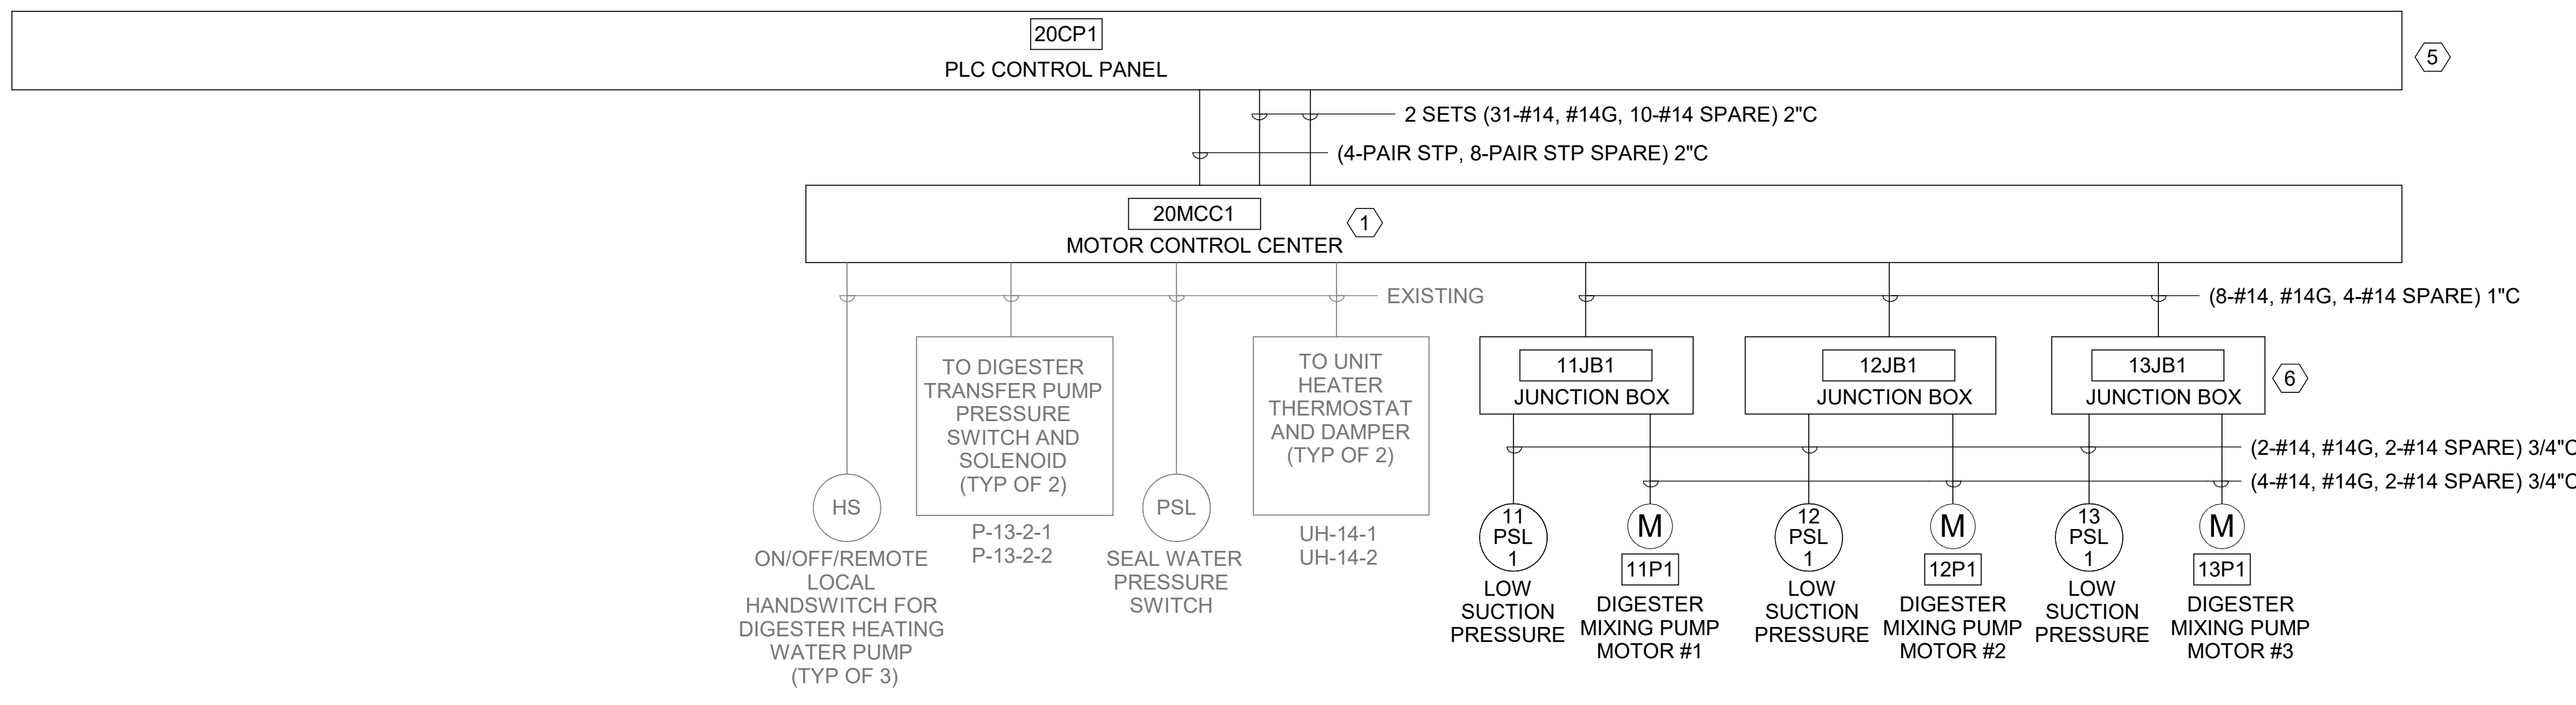 20CP1
PLC CONTROL PANEL
5
2 SETS (31-#14, #14G, 10-#14 SPARE) 2"C
(4-PAIR STP, 8-PAIR STP SPARE) 2"C
20MCC1
1
MOTOR CONTROL CENTER
EXISTING
(8-#14, #14G, 4-#14 SPARE) 1"C
TO DIGESTER
TRANSFER PUMP
PRESSURE
SWITCH AND
SOLENOID
(TYP OF 2)
TO UNIT
HEATER
THERMOSTAT
AND DAMPER
(TYP OF 2)
11JB1
JUNCTION BOX
12JB1
JUNCTION BOX
13JB1
JUNCTION BOX
6
(2-#14, #14G, 2-#14 SPARE) 3/4"C
(4-#14, #14G, 2-#14 SPARE) 3/4"C
HS
ON/OFF/REMOTE
LOCAL
HANDSWITCH FOR
DIGESTER HEATING
WATER PUMP
(TYP OF 3)
P-13-2-1
P-13-2-2
PSL
SEAL WATER
PRESSURE
SWITCH
UH-14-1
UH-14-2
11
PSL
1
LOW
SUCTION
PRESSURE
M
11P1
DIGESTER
MIXING PUMP
MOTOR #1
12
PSL
1
LOW
SUCTION
PRESSURE
M
12P1
DIGESTER
MIXING PUMP
MOTOR #2
13
PSL
1
LOW
SUCTION
PRESSURE
M
13P1
DIGESTER
MIXING PUMP
MOTOR #3